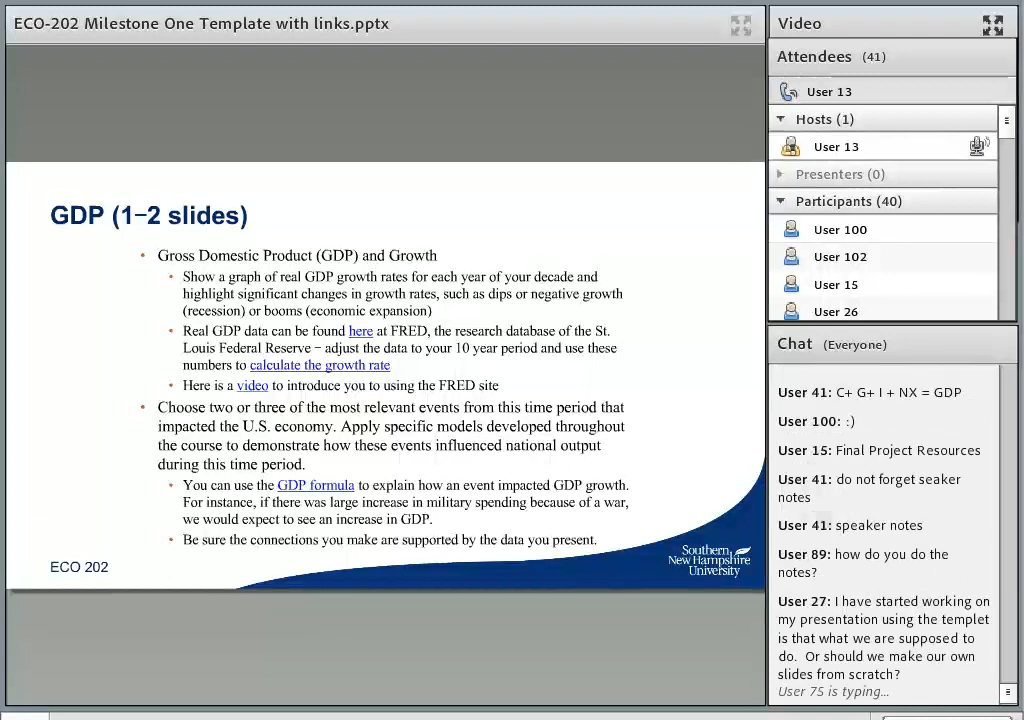 ECO-202 Milestone One Template with links.pptx
GDP (1–2 slides)
• Gross Domestic Product (GDP) and Growth
• Show a graph of real GDP growth rates for each year of your decade and
highlight significant changes in growth rates, such as dips or negative growth
(recession) or booms (economic expansion)
• Real GDP data can be found here at FRED, the research database of the St.
Louis Federal Reserve – adjust the data to your 10 year period and use these
numbers to calculate the growth rate
• Here is a video to introduce you to using the FRED site
• Choose two or three of the most relevant events from this time period that
impacted the U.S. economy. Apply specific models developed throughout
the course to demonstrate how these events influenced national output
during this time period.
• You can use the GDP formula to explain how an event impacted GDP growth.
For instance, if there was large increase in military spending because of a war,
we would expect to see an increase in GDP.
• Be sure the connections you make are supported by the data you present.
ECO 202
Southern
New Hampshire
University
Video
Attendees (41)
User 13
Hosts (1)
User 13
Presenters (0)
Participants (40)
User 100
User 102
User 15
User 26
Chat (Everyone)
User 41: C+ G+ I + NX = GDP
User 100: :)
User 15: Final Project Resources
User 41: do not forget seaker
notes
User 41: speaker notes
User 89: how do you do the
notes?
User 27: I have started working on
my presentation using the templet
is that what we are supposed to
do. Or should we make our own
slides from scratch?
User 75 is typing...